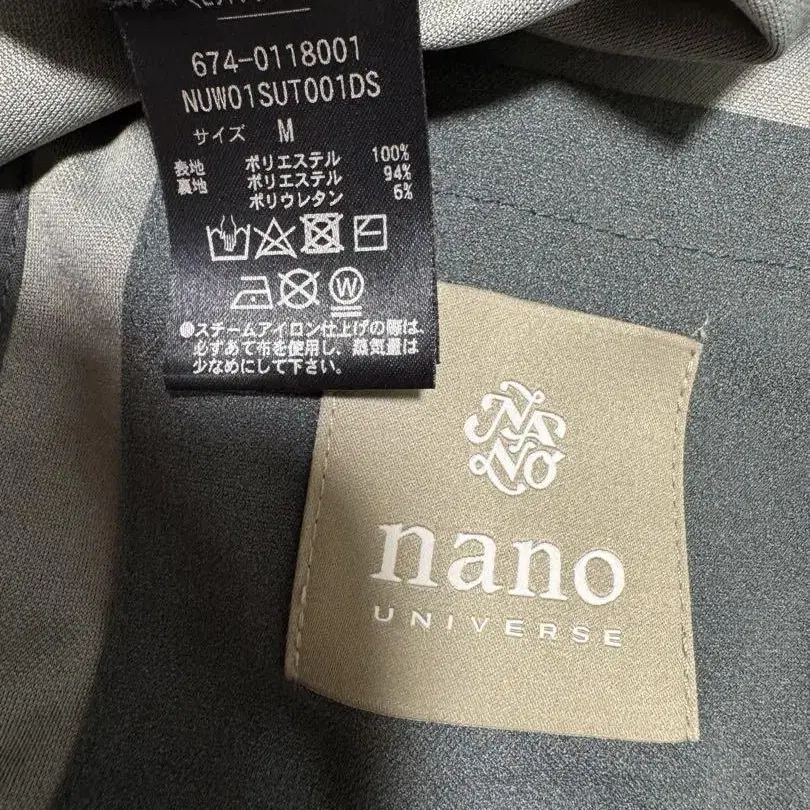 674-0118001
NUW01SUT001DS
サイズ M
表地 ポリエステル 100%
裏地 ポリエステル 94%
ポリウレタン 6%
W
●スチームアイロン仕上げの際は、
必ずあて布を使用し、蒸気量は
少なめにして下さい。
NANO
nano
UNIVERSE